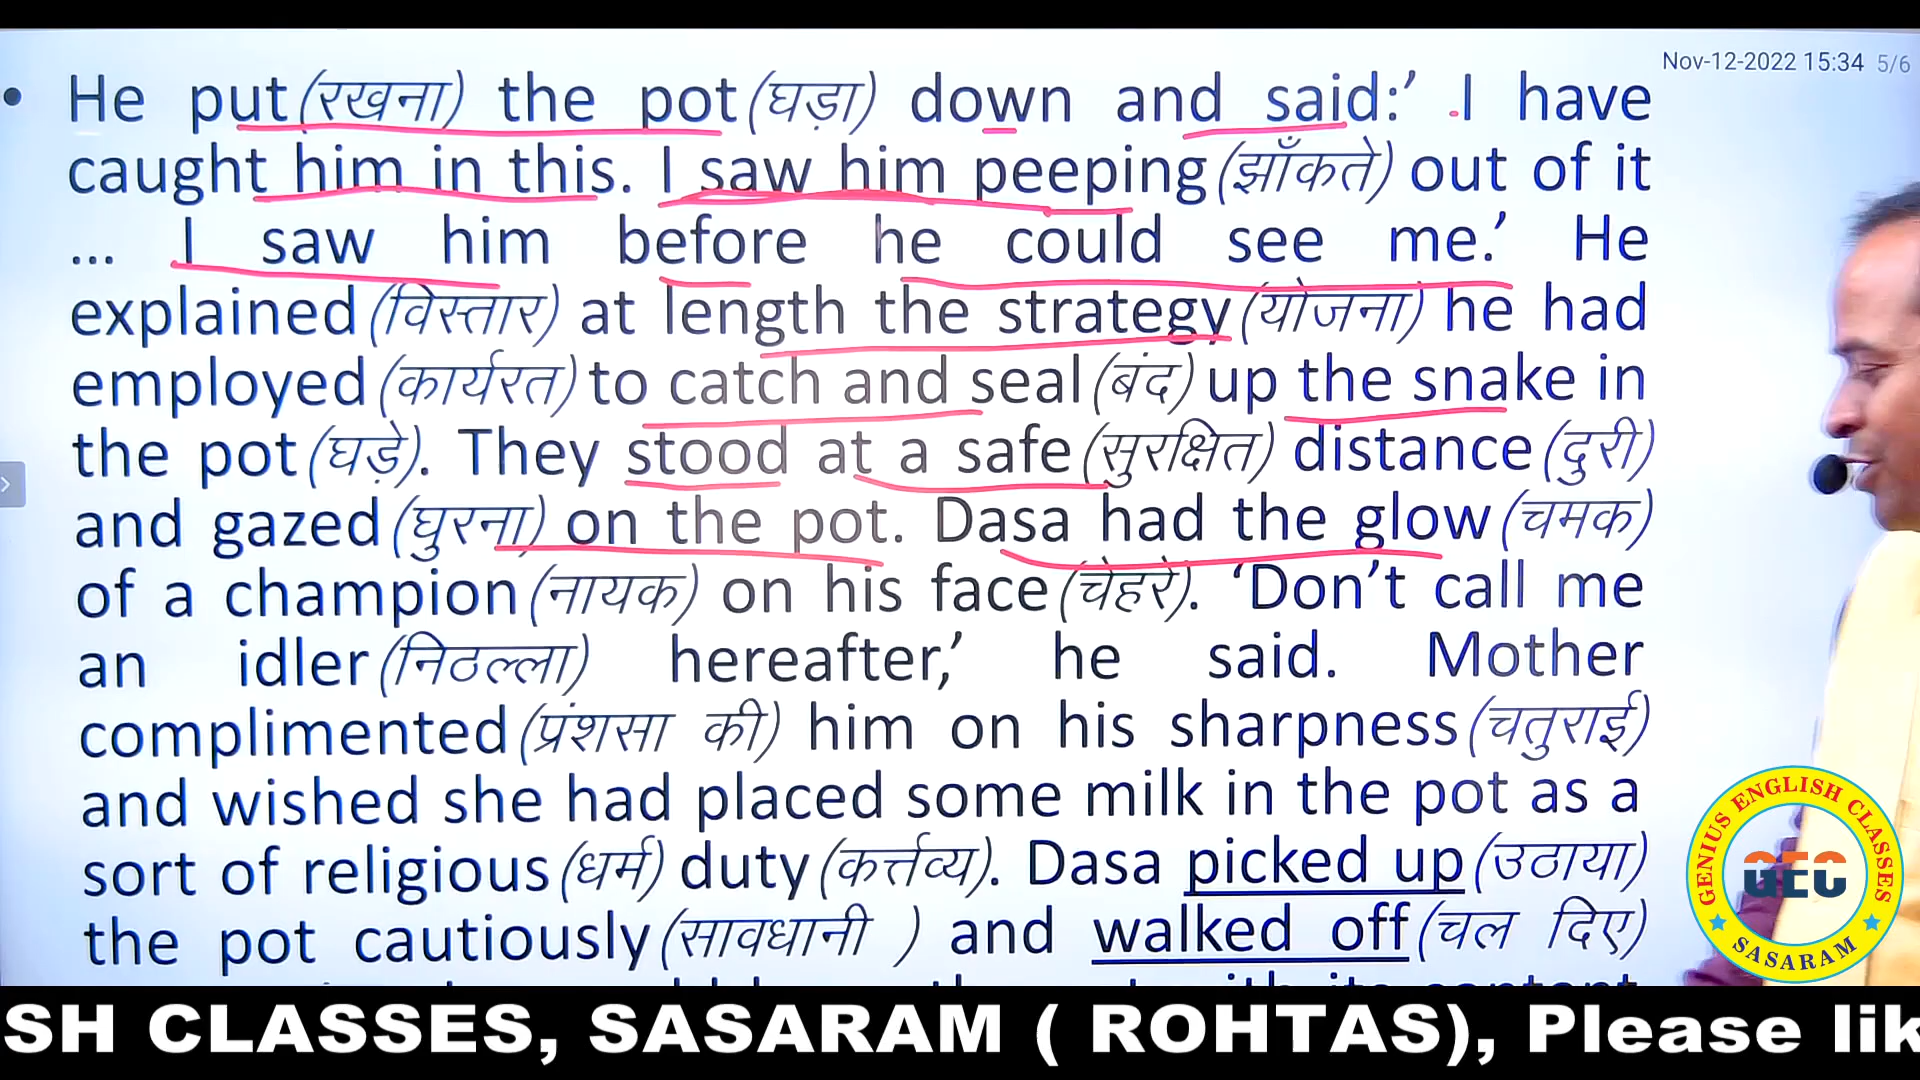 Nov-12-2022 15:34 5/6
• He put(रखना) the pot(घड़ा) down and said:’ I have
caught him in this. I saw him peeping(झाँकते) out of it
... I saw him before he could see me.’ He
explained(विस्तार) at length the strategy(योजना) he had
employed(कार्यरत) to catch and seal(बंद) up the snake in
the pot(घड़े). They stood at a safe(सुरक्षित) distance(दुरी)
and gazed(घुरना) on the pot. Dasa had the glow(चमक)
of a champion(नायक) on his face(चेहरे). ‘Don’t call me
an idler(निठल्ला) hereafter,’ he said. Mother
complimented(प्रंशसा की) him on his sharpness(चतुराई)
and wished she had placed some milk in the pot as a
sort of religious(धर्म) duty(कर्त्तव्य). Dasa picked up(उठाया)
the pot cautiously(सावधानी ) and walked off(चल दिए)
GENIUS ENGLISH CLASSES
GEC
SASARAM
SH CLASSES, SASARAM ( ROHTAS), Please lik